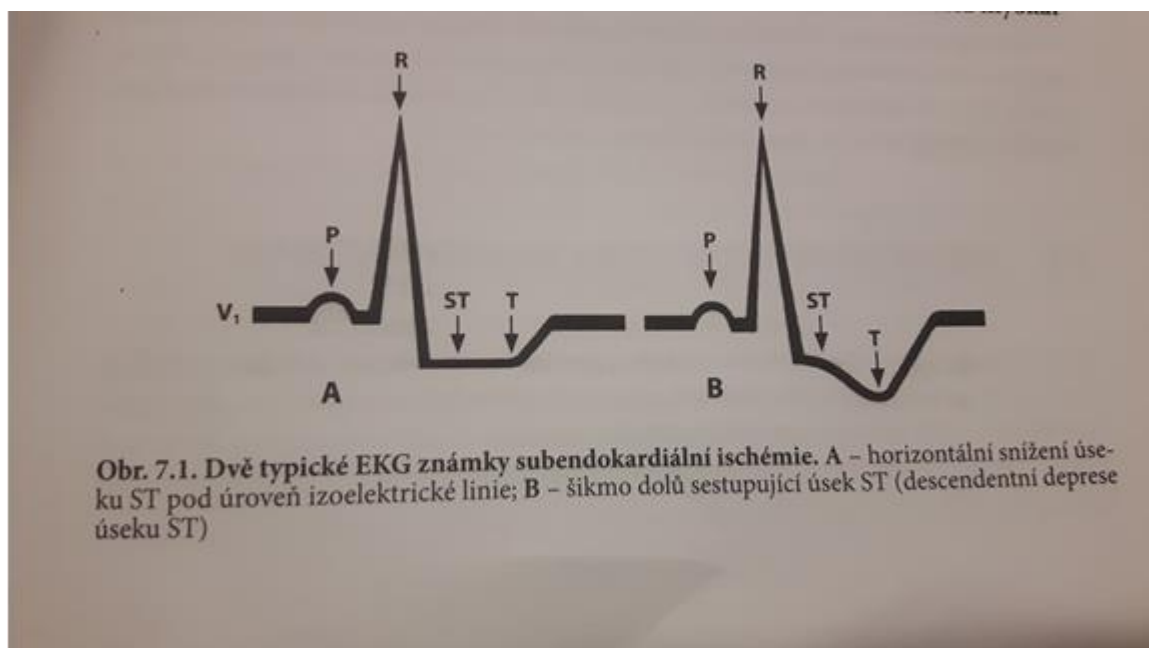 R
R
P
P
ST
T
ST
T
V₁
A
B
Obr. 7.1. Dvě typické EKG známky subendokardiální ischémie. A – horizontální snížení úse-
ku ST pod úroveň izoelektrické linie; B – šikmo dolů sestupující úsek ST (descendentní deprese
úseku ST)